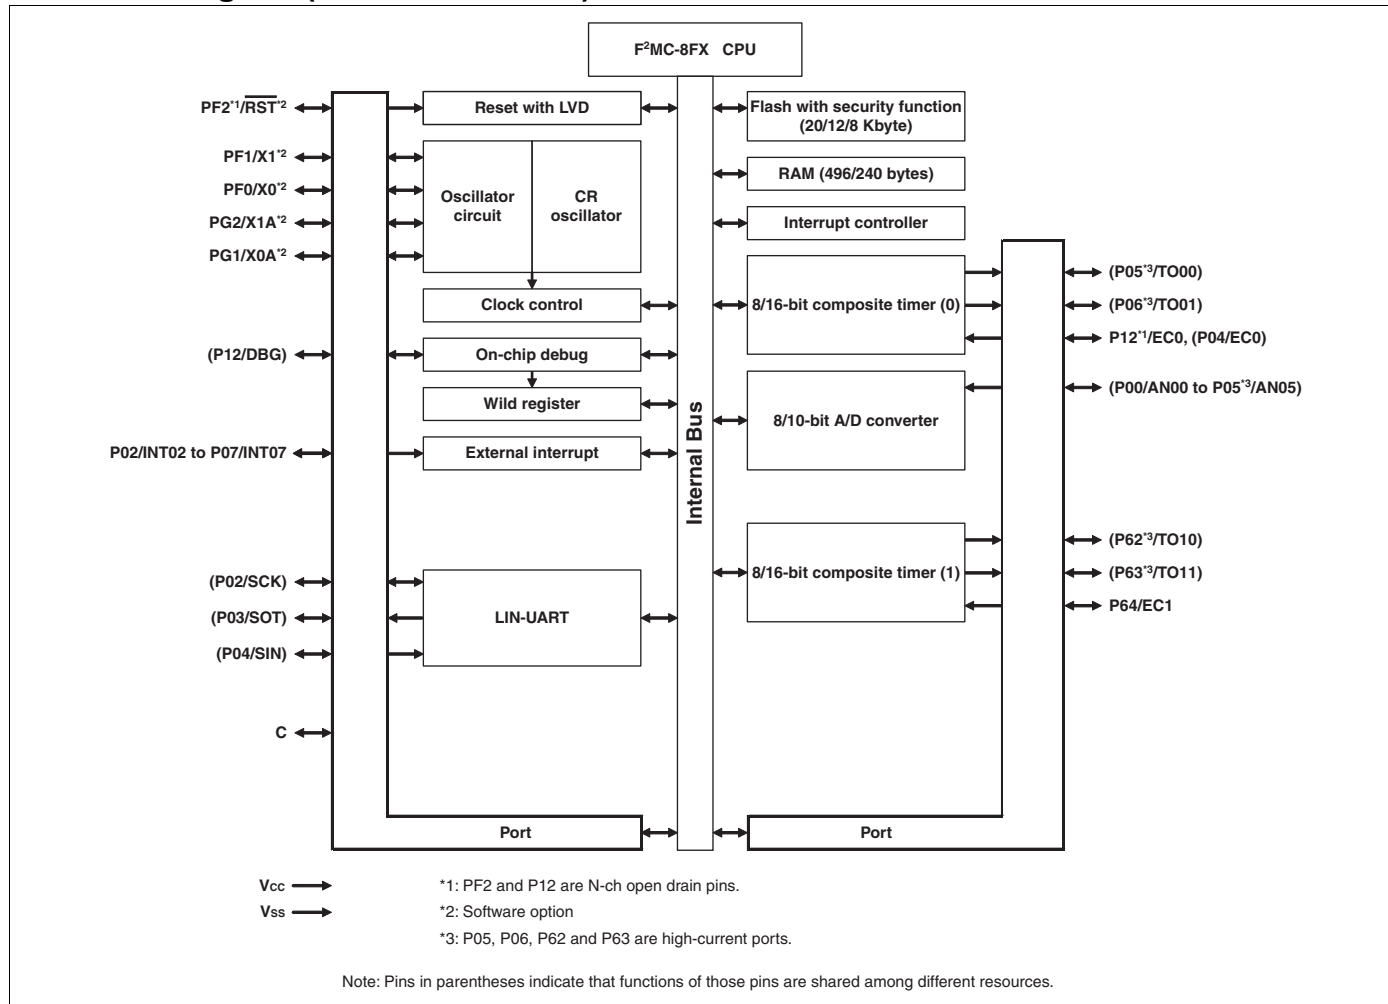 F²MC-8FX CPU
PF2*1/RST*2
Reset with LVD
Flash with security function
(20/12/8 Kbyte)
PF1/X1*2
PF0/X0*2
PG2/X1A*2
PG1/X0A*2
Oscillator
circuit
CR
oscillator
RAM (496/240 bytes)
Interrupt controller
Clock control
8/16-bit composite timer (0)
(P05*3/TO00)
(P06*3/TO01)
P12*1/EC0, (P04/EC0)
(P12/DBG)
On-chip debug
Wild register
8/10-bit A/D converter
(P00/AN00 to P05*3/AN05)
P02/INT02 to P07/INT07
External interrupt
Internal Bus
8/16-bit composite timer (1)
(P62*3/TO10)
(P63*3/TO11)
P64/EC1
(P02/SCK)
(P03/SOT)
(P04/SIN)
LIN-UART
C
Port
Port
Vcc
Vss
*1: PF2 and P12 are N-ch open drain pins.
*2: Software option
*3: P05, P06, P62 and P63 are high-current ports.
Note: Pins in parentheses indicate that functions of those pins are shared among different resources.